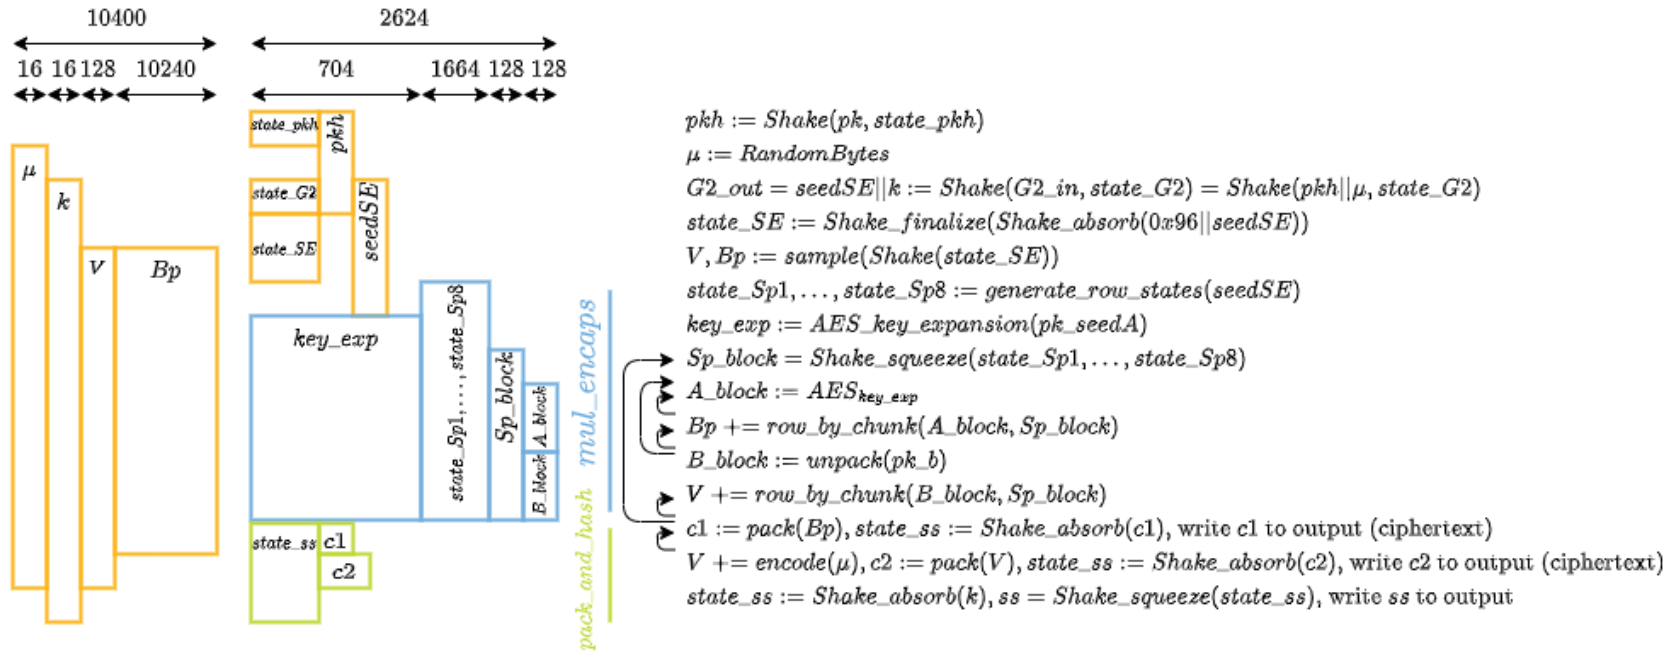 10400 2624
16 16 128 10240 704 1664 128 128
state_pkh
pkh
μ
k
state_G2
seedSE
state_SE
V
Bp
key_exp
state_Sp1, ..., state_Sp8
Sp_block
A_block
B_block
mul_encaps
state_ss
c1
c2
pack_and_hash
pkh := Shake(pk, state_pkh)
μ := RandomBytes
G2_out = seedSE||k := Shake(G2_in, state_G2) = Shake(pkh||μ, state_G2)
state_SE := Shake_finalize(Shake_absorb(0x96||seedSE))
V, Bp := sample(Shake(state_SE))
state_Sp1, ..., state_Sp8 := generate_row_states(seedSE)
key_exp := AES_key_expansion(pk_seedA)
Sp_block = Shake_squeeze(state_Sp1, ..., state_Sp8)
A_block := AES_key_exp
Bp += row_by_chunk(A_block, Sp_block)
B_block := unpack(pk_b)
V += row_by_chunk(B_block, Sp_block)
c1 := pack(Bp), state_ss := Shake_absorb(c1), write c1 to output (ciphertext)
V += encode(μ), c2 := pack(V), state_ss := Shake_absorb(c2), write c2 to output (ciphertext)
state_ss := Shake_absorb(k), ss = Shake_squeeze(state_ss), write ss to output